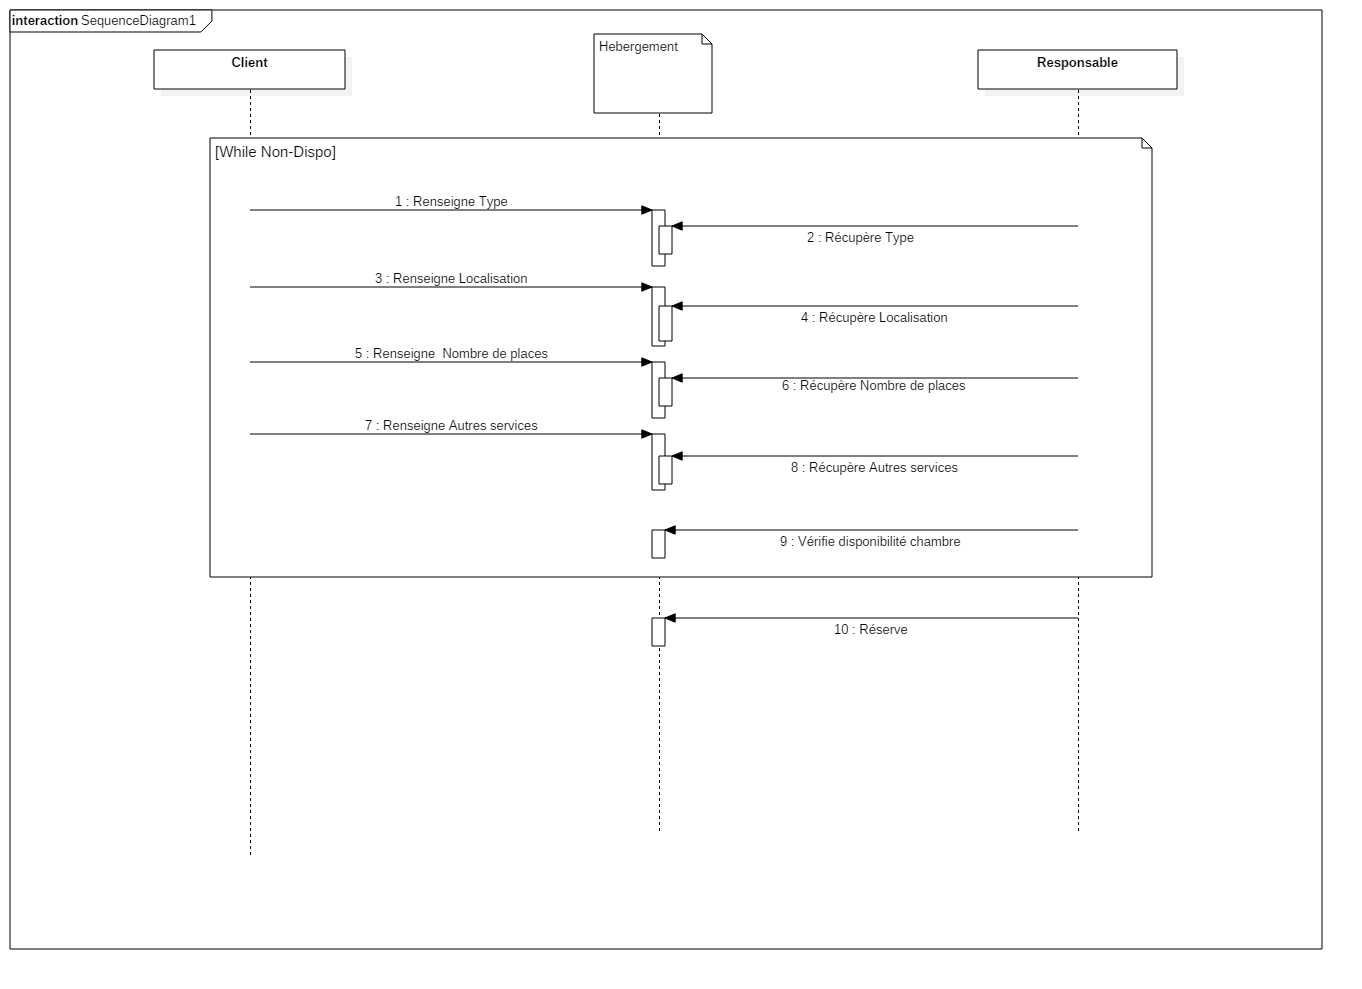 interaction SequenceDiagram1
Client
Hebergement
Responsable
[While Non-Dispo]
1 : Renseigne Type
2 : Récupère Type
3 : Renseigne Localisation
4 : Récupère Localisation
5 : Renseigne  Nombre de places
6 : Récupère Nombre de places
7 : Renseigne Autres services
8 : Récupère Autres services
9 : Vérifie disponibilité chambre
10 : Réserve